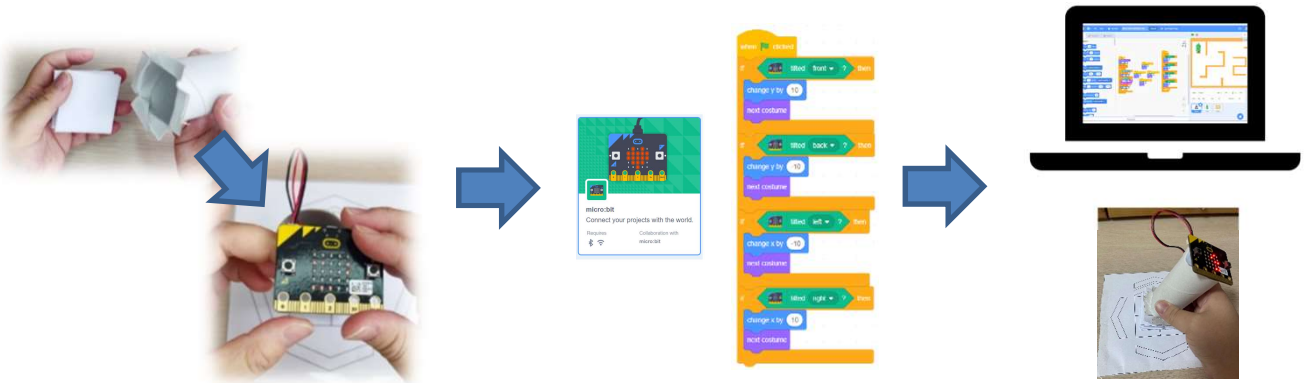 micro:bit
Connect your projects with the world.
Requires
Collaboration with
micro:bit
when clicked
if tilted front ? then
change y by 10
next costume
if tilted back ? then
change y by -10
next costume
if tilted left ? then
change x by -10
next costume
if tilted right ? then
change x by 10
next costume